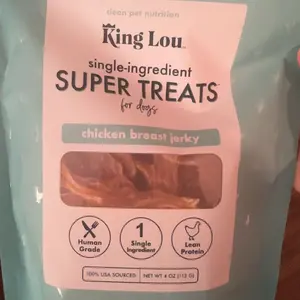 clean pet nutrition
King Lou
single-ingredient
SUPER TREATS
for dogs
chicken breast jerky
Human
Grade
1
Single
Ingredient
Lean
Protein
100% USA SOURCED
NET WT 4 OZ (113 G)